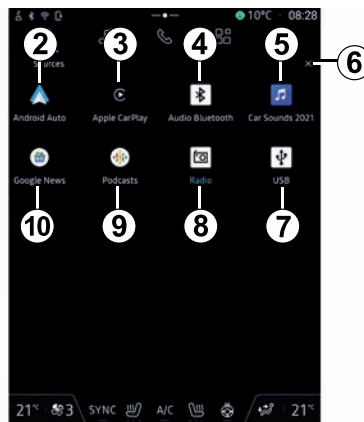 10°C 08:28
2 3 4 5
Sources
6
Android Auto Apple CarPlay Audio Bluetooth Car Sounds 2021
Google News Podcasts Radio USB
10 9 8 7
21°C 3 SYNC A/C 21°C